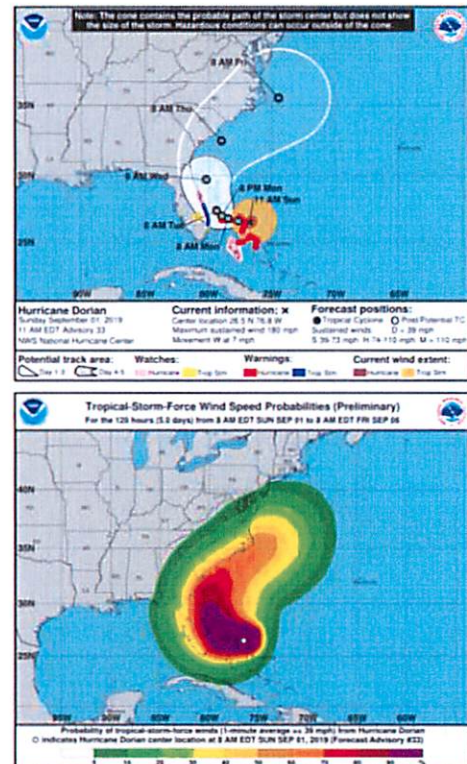 Note: The cone contains the probable path of the storm center but does not show
the size of the storm. Hazardous conditions can occur outside of the cone.
8 AM Fri
35N
8 AM Thu
30N
8 AM Wed
8 PM Mon
11 AM Sun
8 AM Tue
25N
8 AM Mon
90W 85W 80W 75W 70W 65W
Hurricane Dorian
Sunday September 01, 2019
11 AM EDT Advisory 33
NWS National Hurricane Center
Current information: ×
Center location 26.5 N 76.8 W
Maximum sustained wind 180 mph
Movement W at 7 mph
Forecast positions:
Tropical Cyclone Post-Potential TC
Sustained winds: D < 39 mph
S 39-73 mph H 74-110 mph M > 110 mph
Potential track area:
Day 1-3 Day 4-5
Watches:
Hurricane Trop Stm
Warnings:
Hurricane Trop Stm
Current wind extent:
Hurricane Trop Stm
Tropical-Storm-Force Wind Speed Probabilities (Preliminary)
For the 120 hours (5.0 days) from 8 AM EDT SUN SEP 01 to 8 AM EDT FRI SEP 06
40N
35N
30N
25N
95W 90W 85W 80W 75W 70W 65W 60W
Probability of tropical-storm-force winds (1-minute average >= 39 mph) from Hurricane Dorian
indicates Hurricane Dorian center location at 8 AM EDT SUN SEP 01, 2019 (Forecast Advisory #33)